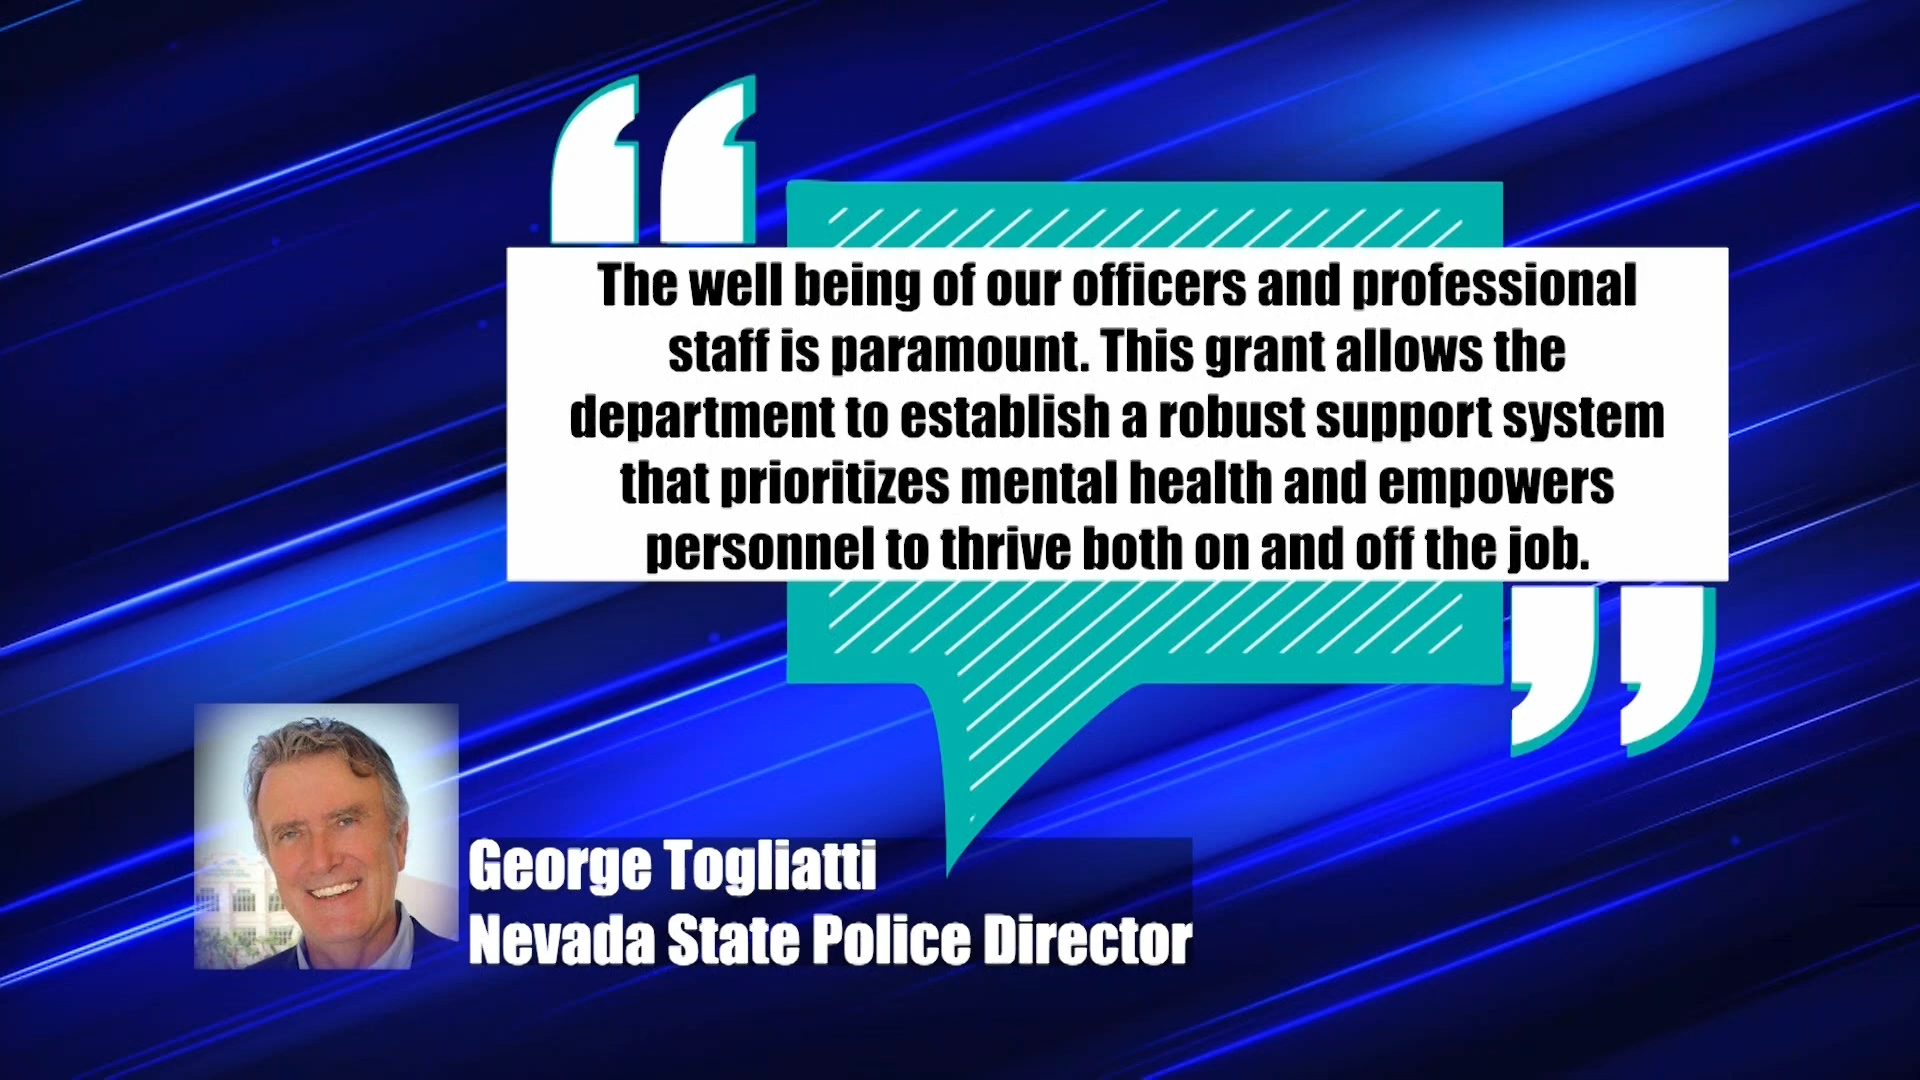 The well being of our officers and professional
staff is paramount. This grant allows the
department to establish a robust support system
that prioritizes mental health and empowers
personnel to thrive both on and off the job.
George Togliatti
Nevada State Police Director